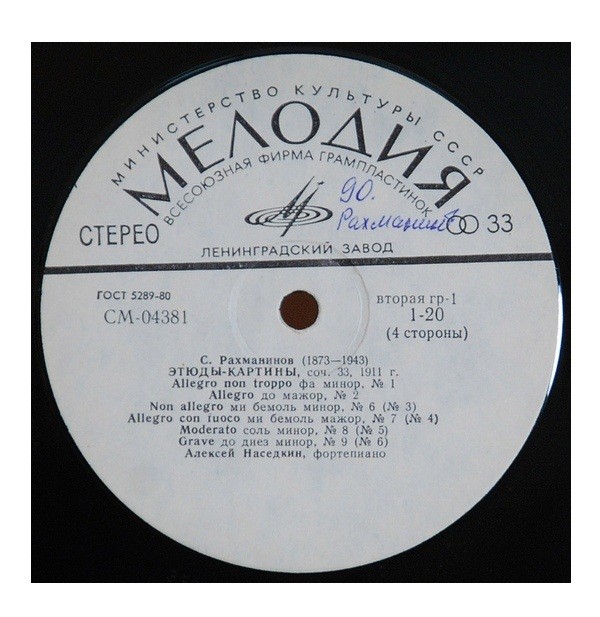 МИНИСТЕРСТВО КУЛЬТУРЫ СССР
МЕЛОДИЯ
ВСЕСОЮЗНАЯ ФИРМА ГРАМПЛАСТИНОК
90.
Рахманинов
СТЕРЕО
33
ЛЕНИНГРАДСКИЙ ЗАВОД
ГОСТ 5289-80
СМ-04381
вторая гр-1
1-20
(4 стороны)
С. Рахманинов (1873—1943)
ЭТЮДЫ-КАРТИНЫ, соч. 33, 1911 г.
Allegro non troppo фа минор, № 1
Allegro до мажор, № 2
Non allegro ми бемоль минор, № 6 (№ 3)
Allegro con fuoco ми бемоль мажор, № 7 (№ 4)
Moderato соль минор, № 8 (№ 5)
Grave до диез минор, № 9 (№ 6)
Алексей Наседкин, фортепиано